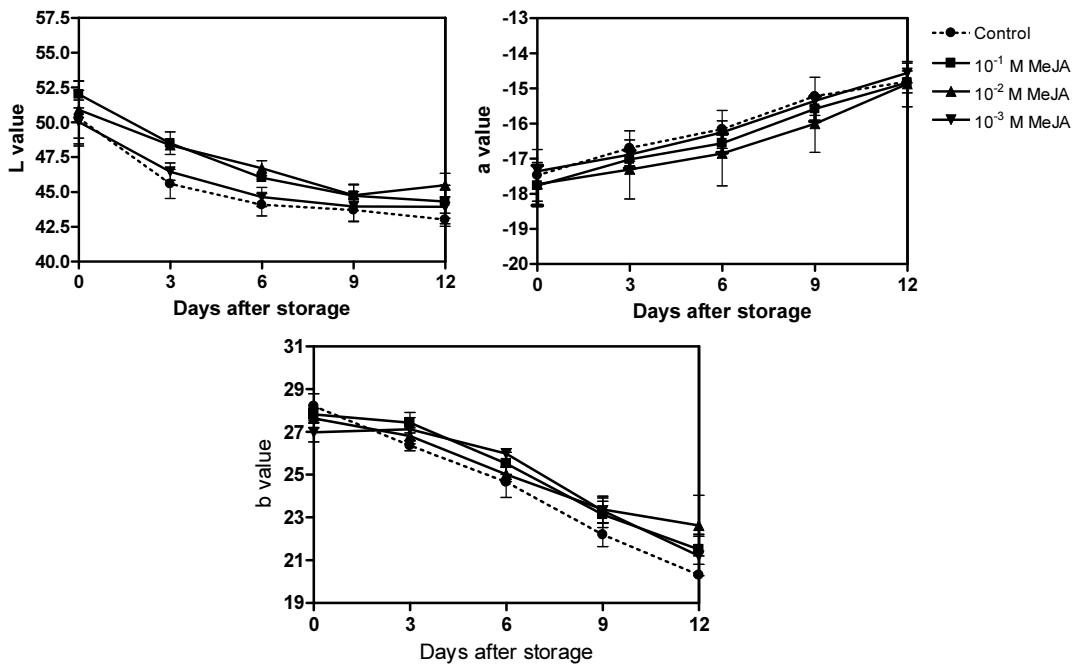 57.5
55.0
52.5
50.0
47.5
45.0
42.5
40.0
L value
0 3 6 9 12
Days after storage
-13
-14
-15
-16
-17
-18
-19
-20
a value
0 3 6 9 12
Days after storage
Control
10⁻¹ M MeJA
10⁻² M MeJA
10⁻³ M MeJA
31
29
27
25
23
21
19
b value
0 3 6 9 12
Days after storage